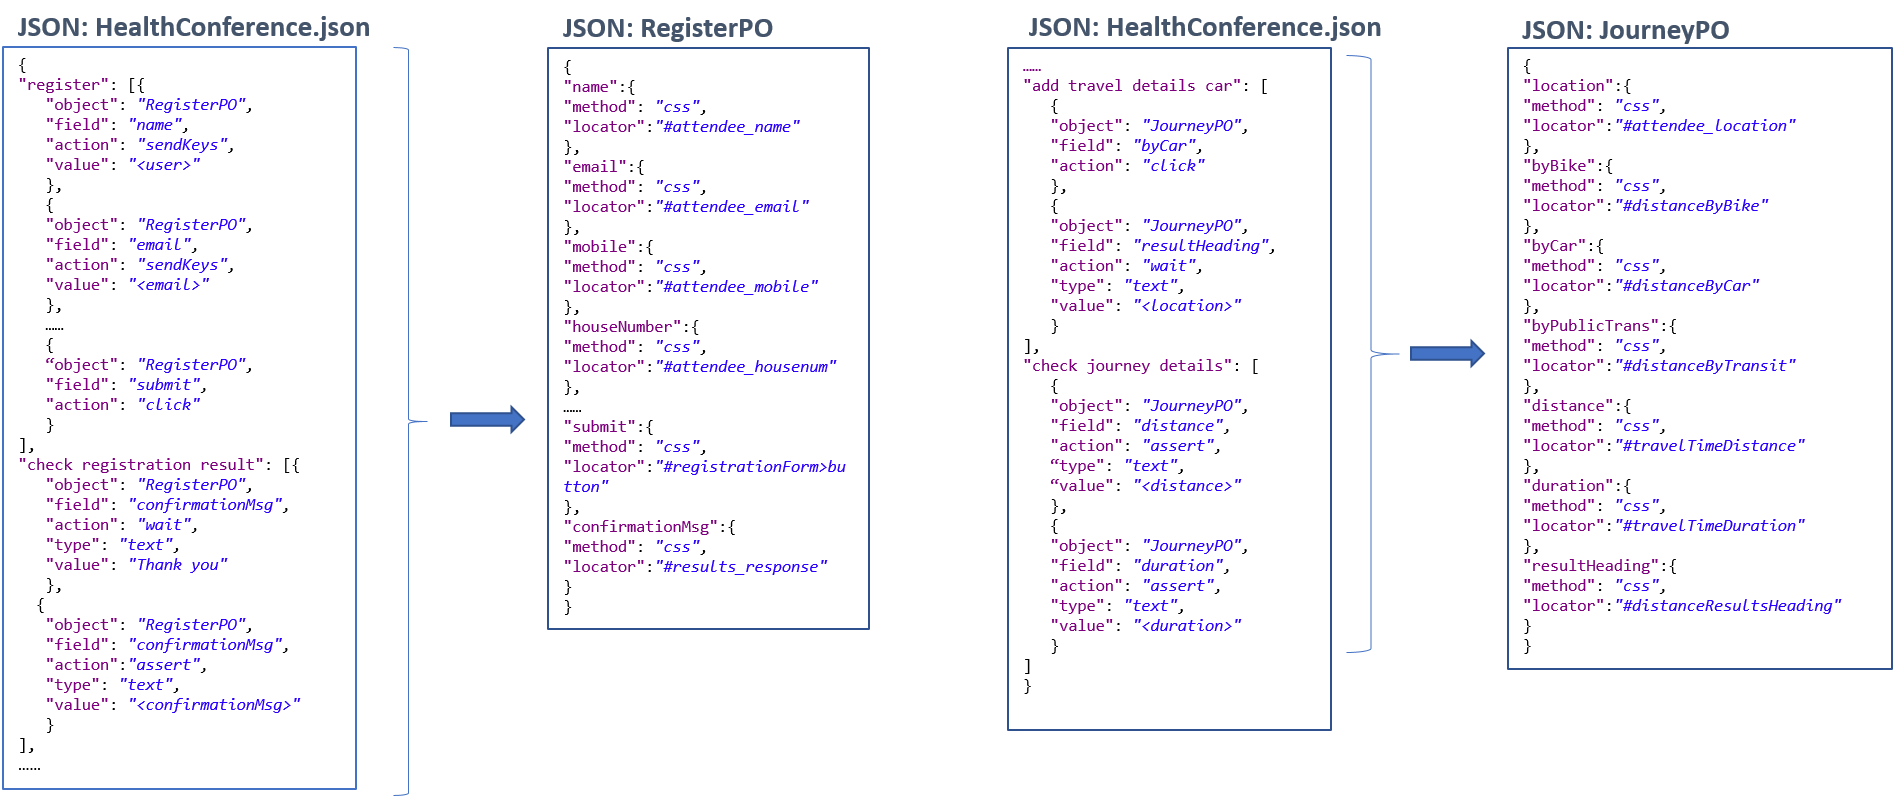 JSON: HealthConference.json
{
"register": [{
"object": "RegisterPO",
"field": "name",
"action": "sendKeys",
"value": "<user>"
},
{
"object": "RegisterPO",
"field": "email",
"action": "sendKeys",
"value": "<email>"
},
……
{
“object": "RegisterPO",
"field": "submit",
"action": "click"
}
],
"check registration result": [{
"object": "RegisterPO",
"field": "confirmationMsg",
"action": "wait",
"type": "text",
"value": "Thank you"
},
{
"object": "RegisterPO",
"field": "confirmationMsg",
"action":"assert",
"type": "text",
"value": "<confirmationMsg>"
}
],
……
JSON: RegisterPO
{
"name":{
"method": "css",
"locator":"#attendee_name"
},
"email":{
"method": "css",
"locator":"#attendee_email"
},
"mobile":{
"method": "css",
"locator":"#attendee_mobile"
},
"houseNumber":{
"method": "css",
"locator":"#attendee_housenum"
},
……
"submit":{
"method": "css",
"locator":"#registrationForm>bu
tton"
},
"confirmationMsg":{
"method": "css",
"locator":"#results_response"
}
}
JSON: HealthConference.json
……
"add travel details car": [
{
"object": "JourneyPO",
"field": "byCar",
"action": "click"
},
{
"object": "JourneyPO",
"field": "resultHeading",
"action": "wait",
"type": "text",
"value": "<location>"
}
],
"check journey details": [
{
"object": "JourneyPO",
"field": "distance",
"action": "assert",
“type": "text",
“value": "<distance>"
},
{
"object": "JourneyPO",
"field": "duration",
"action": "assert",
"type": "text",
"value": "<duration>"
}
]
}
JSON: JourneyPO
{
"location":{
"method": "css",
"locator":"#attendee_location"
},
"byBike":{
"method": "css",
"locator":"#distanceByBike"
},
"byCar":{
"method": "css",
"locator":"#distanceByCar"
},
"byPublicTrans":{
"method": "css",
"locator":"#distanceByTransit"
},
"distance":{
"method": "css",
"locator":"#travelTimeDistance"
},
"duration":{
"method": "css",
"locator":"#travelTimeDuration"
},
"resultHeading":{
"method": "css",
"locator":"#distanceResultsHeading"
}
}